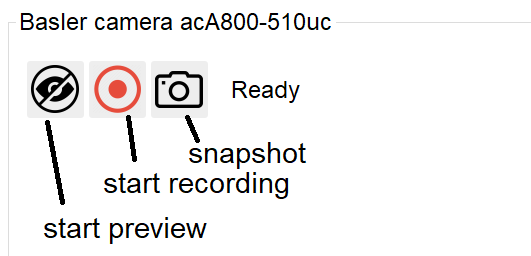 Basler camera acA800-510uc
Ready
snapshot
start recording
start preview